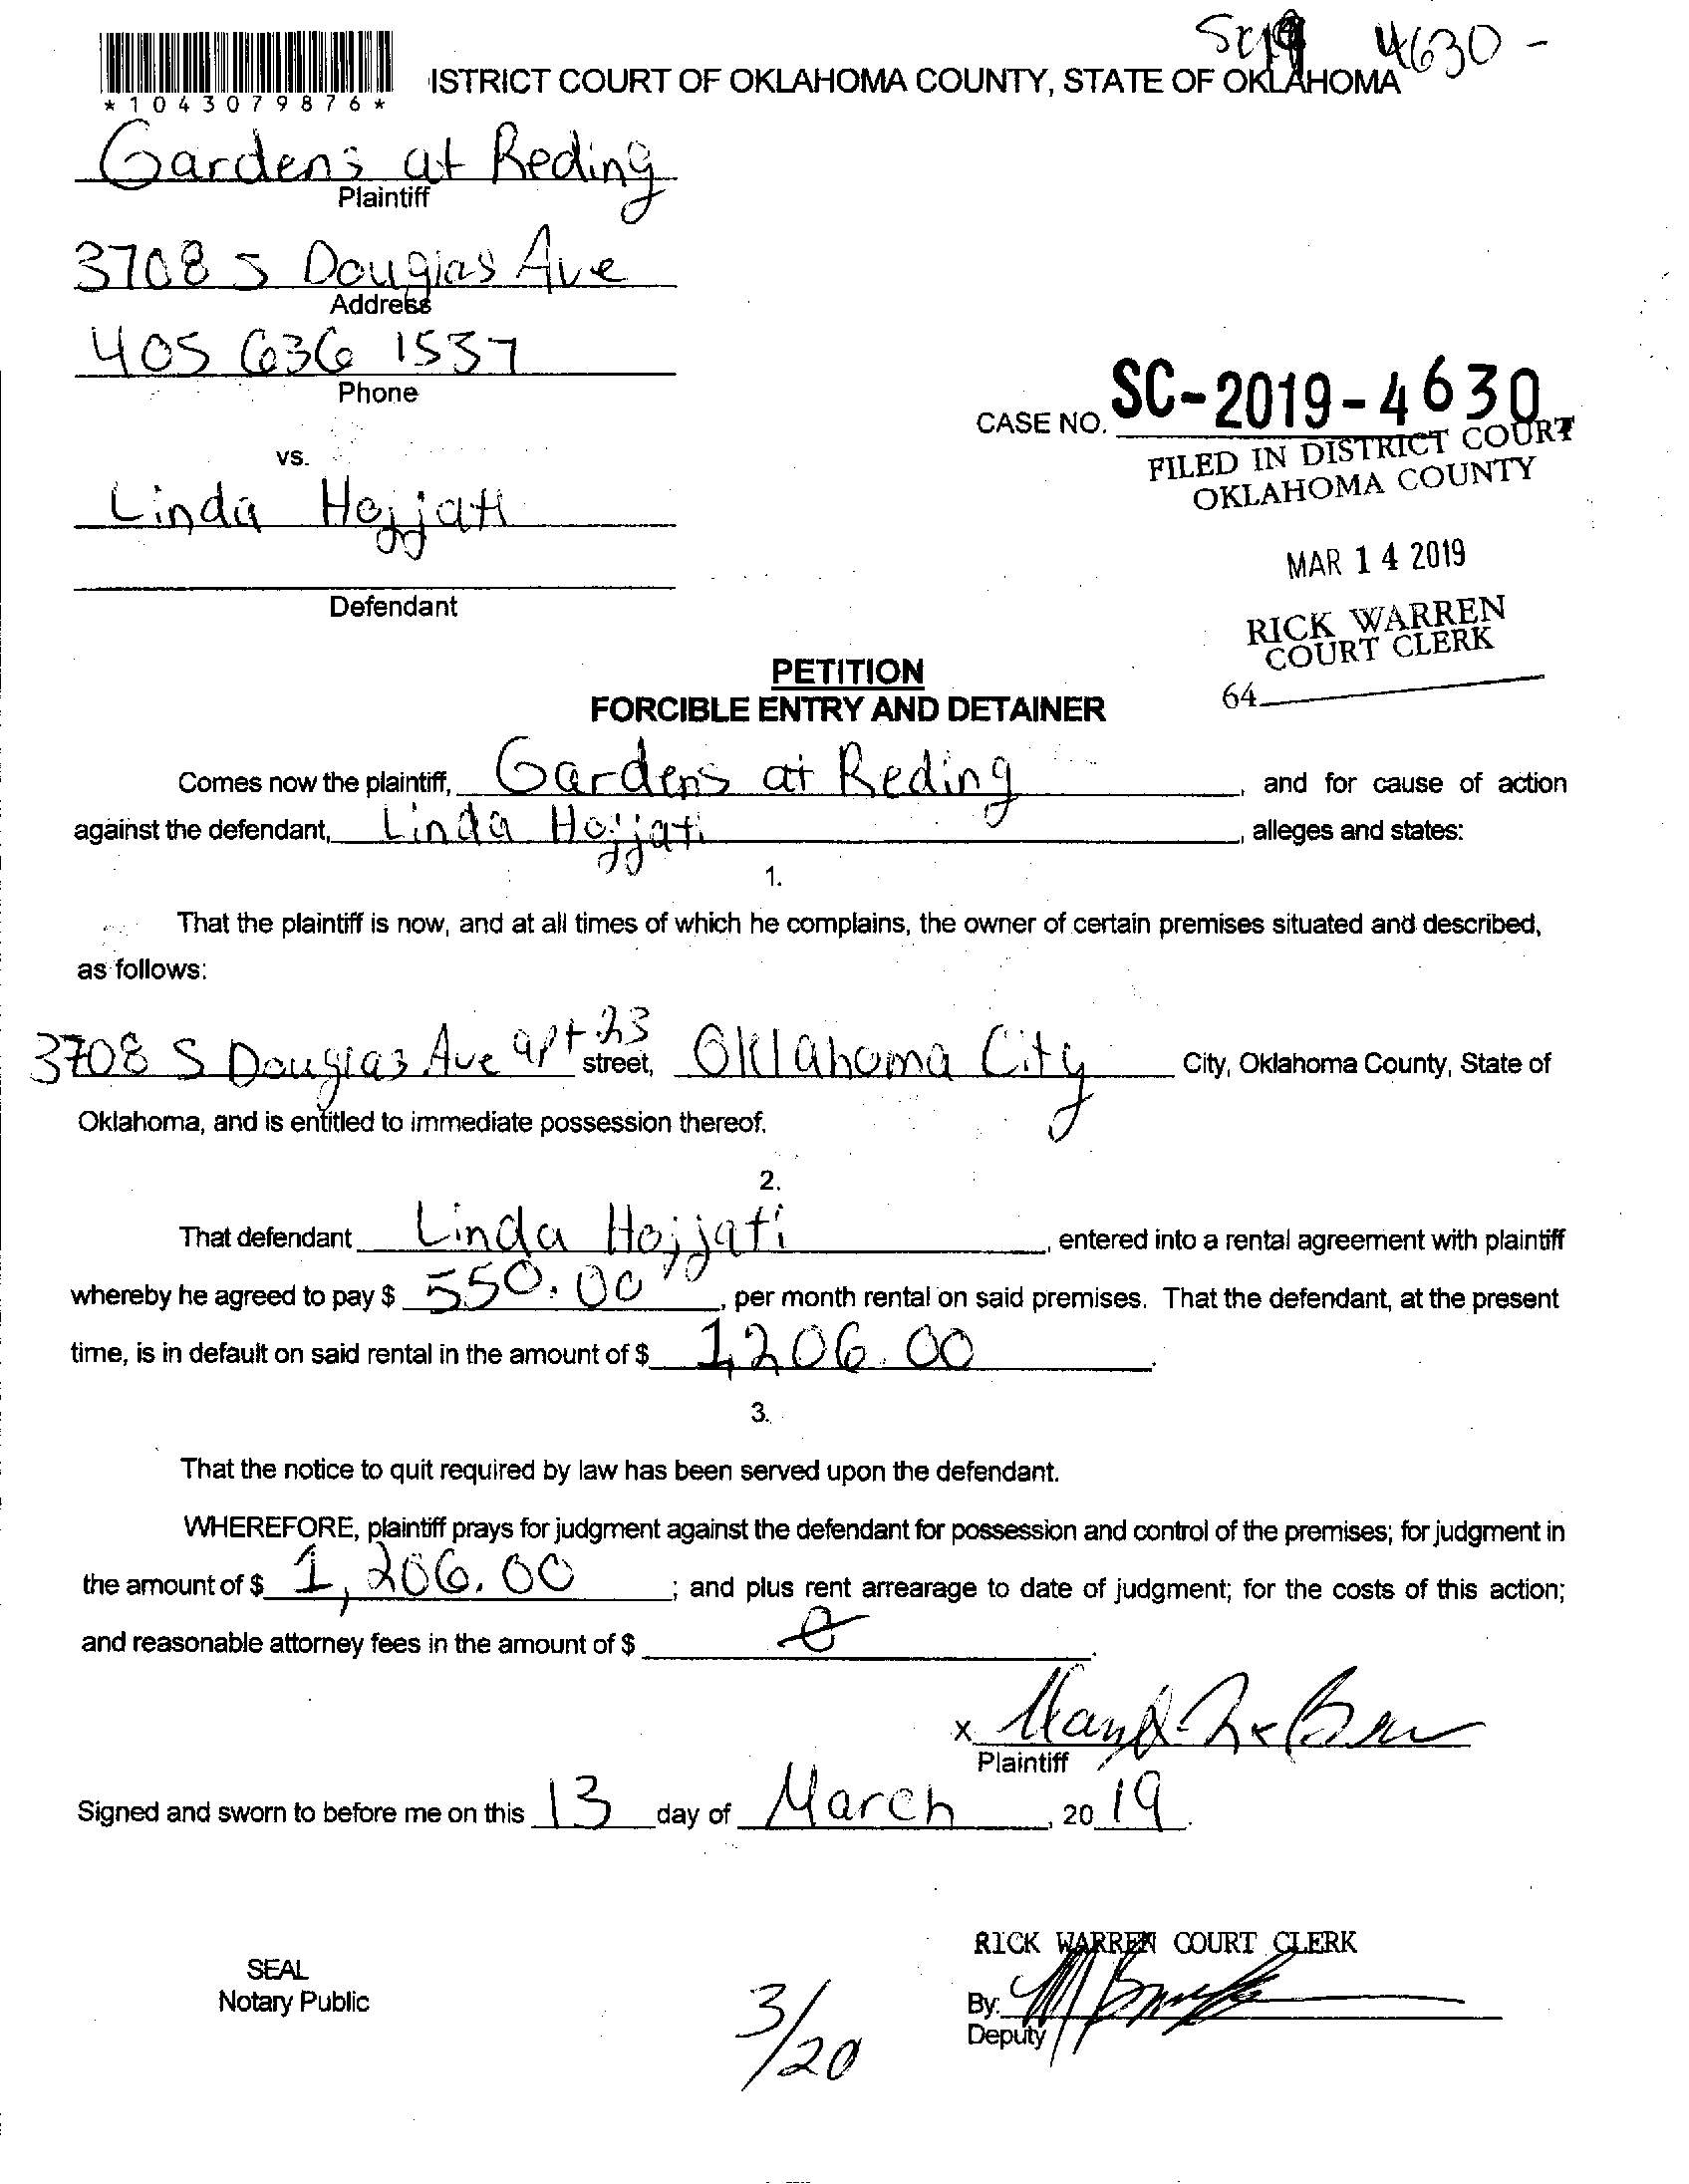 4630 -
*1043079876*
ISTRICT COURT OF OKLAHOMA COUNTY, STATE OF OKLAHOMA
Gardens at Reding
Plaintiff
3708 S Douglas Ave
Address
405 636 1537
Phone
CASE NO. SC-2019-4630
FILED IN DISTRICT COURT
OKLAHOMA COUNTY
vs.
Linda Hojjati
MAR 14 2019
Defendant
RICK WARREN
COURT CLERK
64
PETITION
FORCIBLE ENTRY AND DETAINER
Comes now the plaintiff, Gardens at Reding, and for cause of action
against the defendant, Linda Hojjati, alleges and states:
1.
That the plaintiff is now, and at all times of which he complains, the owner of certain premises situated and described,
as follows:
3708 S Douglas Ave apt 23 street, Oklahoma City City, Oklahoma County, State of
Oklahoma, and is entitled to immediate possession thereof.
2.
That defendant Linda Hojjati, entered into a rental agreement with plaintiff
whereby he agreed to pay $ 550.00, per month rental on said premises. That the defendant, at the present
time, is in default on said rental in the amount of $ 1,206.00.
3.
That the notice to quit required by law has been served upon the defendant.
WHEREFORE, plaintiff prays for judgment against the defendant for possession and control of the premises; for judgment in
the amount of $ 1,206.00; and plus rent arrearage to date of judgment; for the costs of this action;
and reasonable attorney fees in the amount of $
x
Plaintiff
Signed and sworn to before me on this 13 day of March, 2019.
RICK WARREN COURT CLERK
SEAL
Notary Public
By:
Deputy
3/20